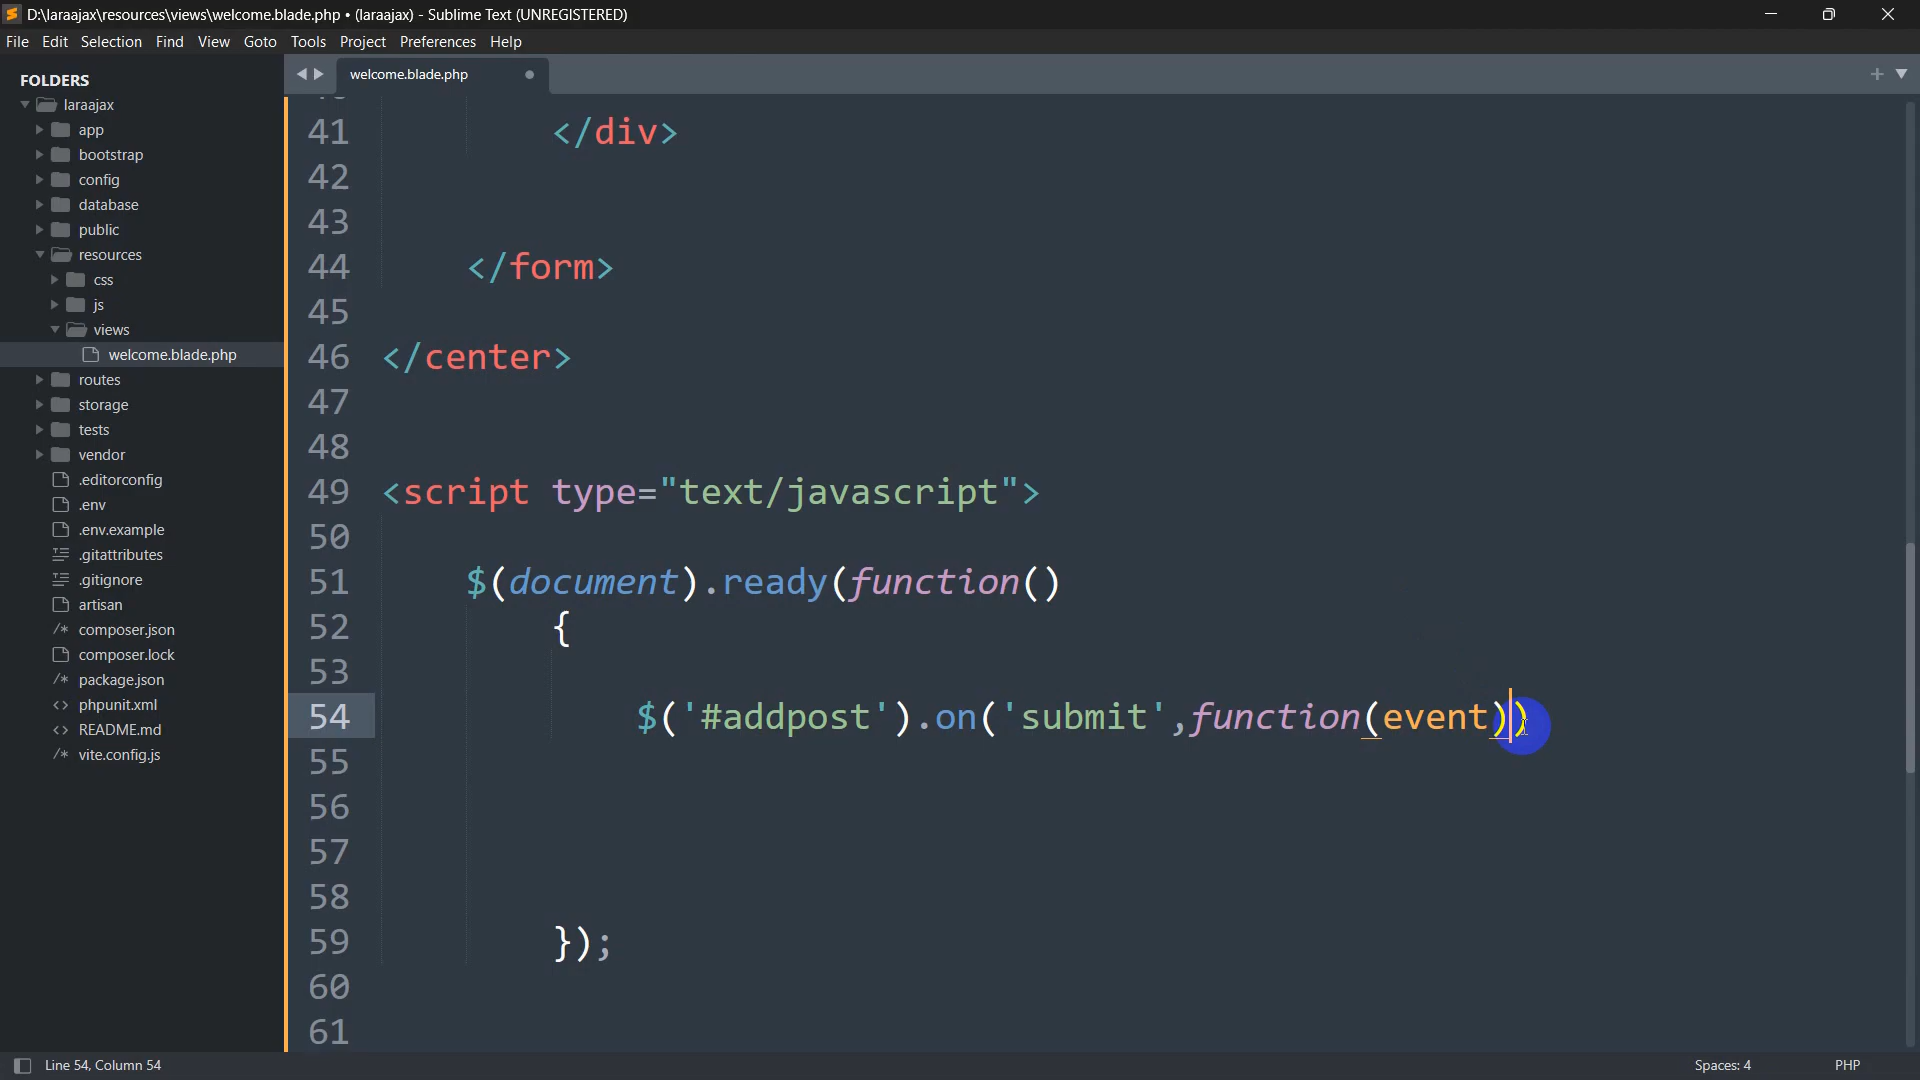 D:\laraajax\resources\views\welcome.blade.php • (laraajax) - Sublime Text (UNREGISTERED)
File Edit Selection Find View Goto Tools Project Preferences Help
FOLDERS
laraajax
app
bootstrap
config
database
public
resources
css
js
views
welcome.blade.php
routes
storage
tests
vendor
.editorconfig
.env
.env.example
.gitattributes
.gitignore
artisan
composer.json
composer.lock
package.json
phpunit.xml
README.md
vite.config.js
welcome.blade.php
41 </div>
42
43
44 </form>
45
46 </center>
47
48
49 <script type="text/javascript">
50
51 $(document).ready(function()
52 {
53
54 $('#addpost').on('submit',function(event))
55
56
57
58
59 });
60
61
Line 54, Column 54
Spaces: 4
PHP